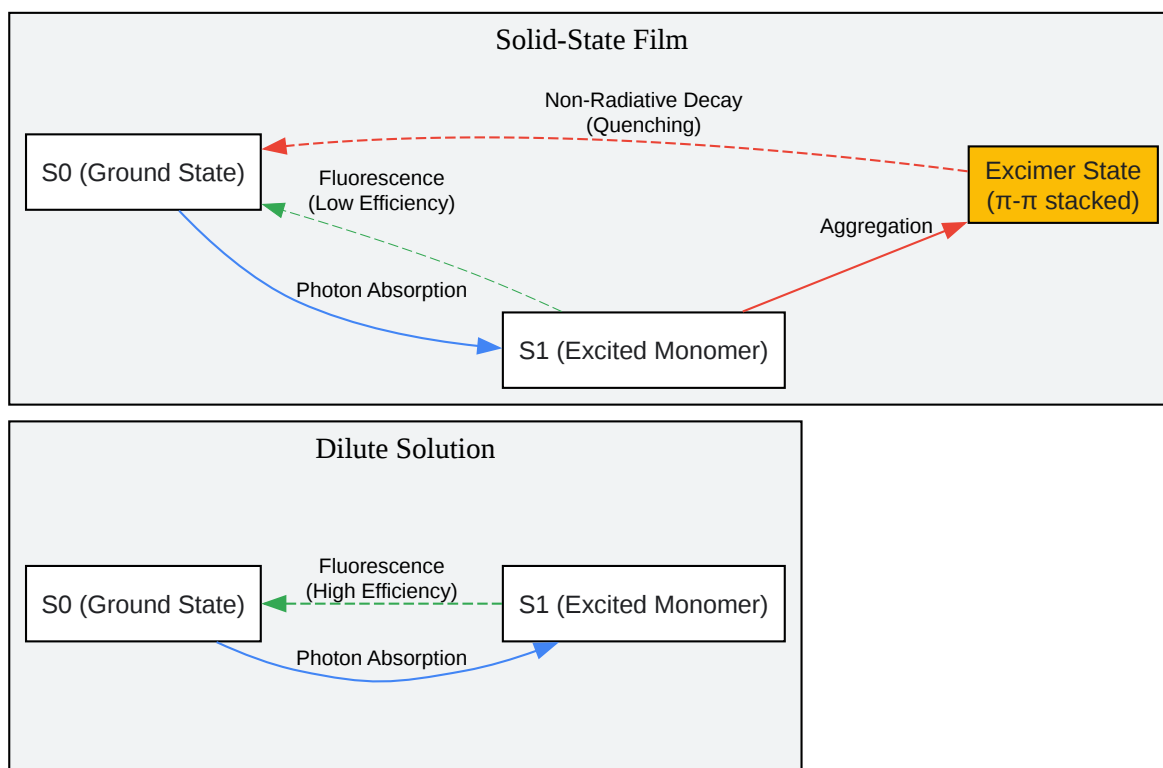 Solid-State Film
Non-Radiative Decay
(Quenching)
S0 (Ground State)
Fluorescence
(Low Efficiency)
Excimer State
(π-π stacked)
Aggregation
Photon Absorption
S1 (Excited Monomer)
Dilute Solution
Fluorescence
(High Efficiency)
S0 (Ground State)
S1 (Excited Monomer)
Photon Absorption